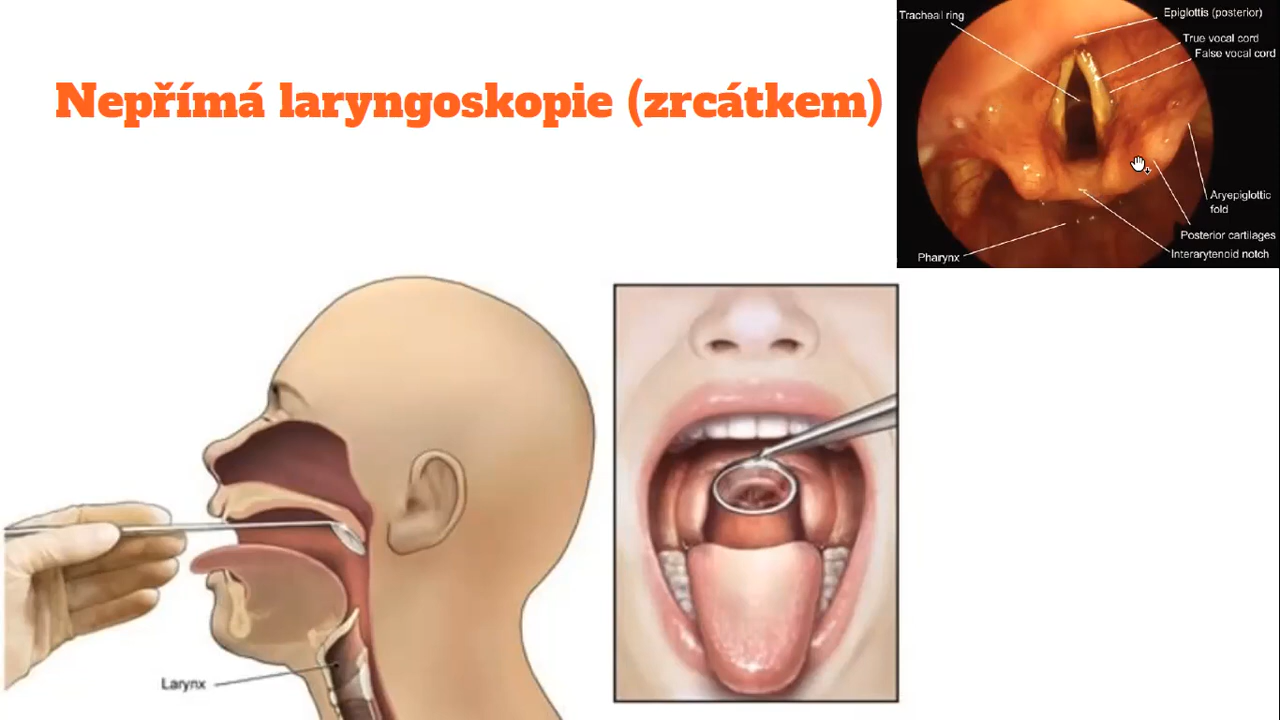 Nepřímá laryngoskopie (zrcátkem)
Tracheal ring
Epiglottis (posterior)
True vocal cord
False vocal cord
Aryepiglottic
fold
Posterior cartilages
Interarytenoid notch
Pharynx
Larynx